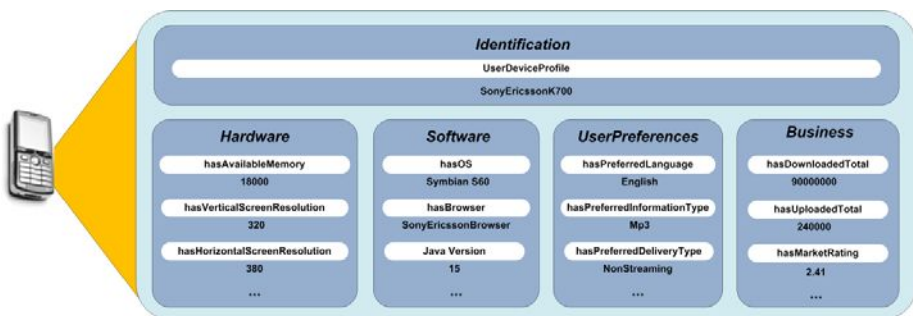 Identification
UserDeviceProfile
SonyEricssonK700
Hardware
hasAvailableMemory
18000
hasVerticalScreenResolution
320
hasHorizontalScreenResolution
380
...
Software
hasOS
Symbian S60
hasBrowser
SonyEricssonBrowser
Java Version
15
...
UserPreferences
hasPreferredLanguage
English
hasPreferredInformationType
Mp3
hasPreferredDeliveryType
NonStreaming
...
Business
hasDownloadedTotal
90000000
hasUploadedTotal
240000
hasMarketRating
2.41
...